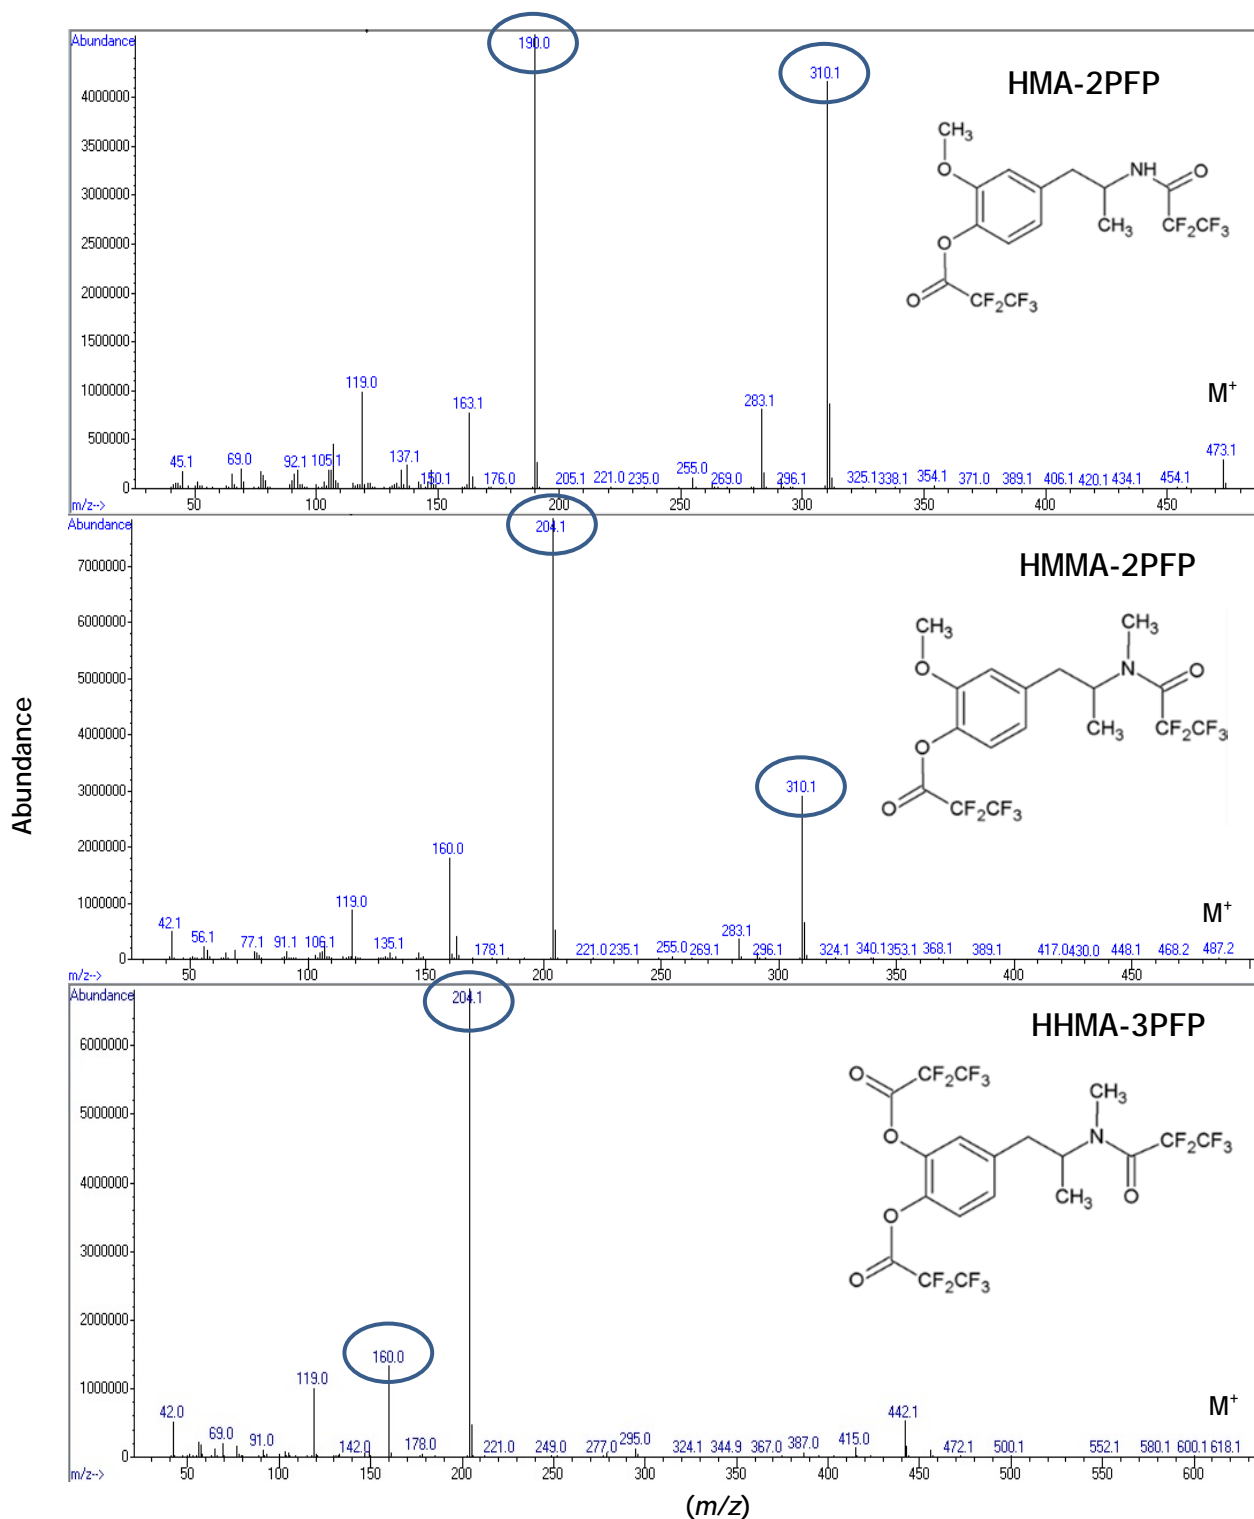 Abundance
190.0
310.1
HMA-2PFP
4000000
3500000
3000000
2500000
2000000
1500000
1000000
500000
CH₃
O
NH
O
CH₃
CF₂CF₃
O
O
CF₂CF₃
M⁺
119.0
163.1
283.1
473.1
45.1
69.0
92.1
105.1
137.1
150.1
176.0
205.1
221.0
235.0
255.0
269.0
296.1
325.1
338.1
354.1
371.0
389.1
406.1
420.1
434.1
454.1
m/z-->
50
100
150
200
250
300
350
400
450
Abundance
204.1
HMMA-2PFP
7000000
6000000
5000000
4000000
3000000
2000000
1000000
CH₃
CH₃
O
N
O
CH₃
CF₂CF₃
O
O
CF₂CF₃
310.1
M⁺
160.0
119.0
42.1
56.1
77.1
91.1
106.1
135.1
178.1
221.0
235.1
255.0
269.1
283.1
296.1
324.1
340.1
353.1
368.1
389.1
417.0
430.0
448.1
468.2
487.2
m/z-->
50
100
150
200
250
300
350
400
450
Abundance
Abundance
204.1
HHMA-3PFP
6000000
5000000
4000000
3000000
2000000
1000000
O
CF₂CF₃
CH₃
O
N
CF₂CF₃
CH₃
O
O
O
CF₂CF₃
160.0
119.0
M⁺
42.0
69.0
91.0
142.0
178.0
221.0
249.0
277.0
295.0
324.1
344.9
367.0
387.0
415.0
442.1
472.1
500.1
552.1
580.1
600.1
618.1
m/z-->
50
100
150
200
250
300
350
400
450
500
550
600
(m/z)